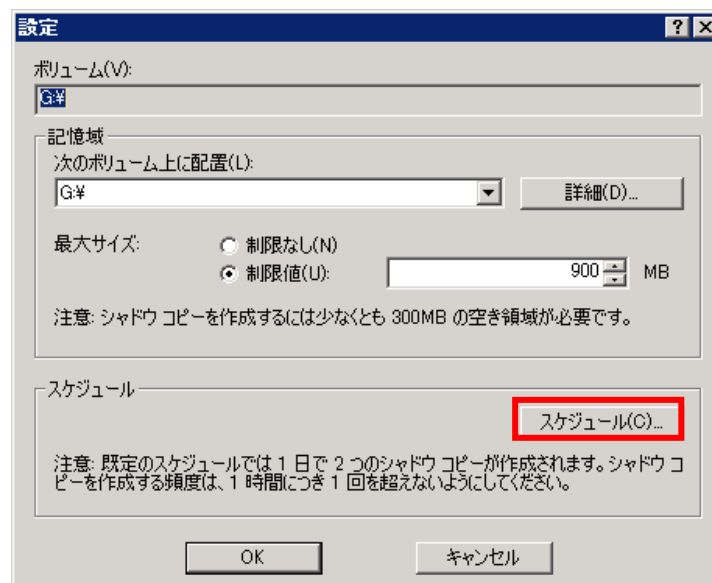 設定
ボリューム(V):
G:¥
記憶域
次のボリューム上に配置(L):
G:¥
詳細(D)...
最大サイズ:
制限なし(N)
制限値(U):
900
MB
注意: シャドウ コピーを作成するには少なくとも 300MB の空き領域が必要です。
スケジュール
スケジュール(C)...
注意: 既定のスケジュールでは 1 日で 2 つのシャドウ コピーが作成されます。シャドウ コ
ピーを作成する頻度は、1 時間につき 1 回を超えないようにしてください。
OK
キャンセル